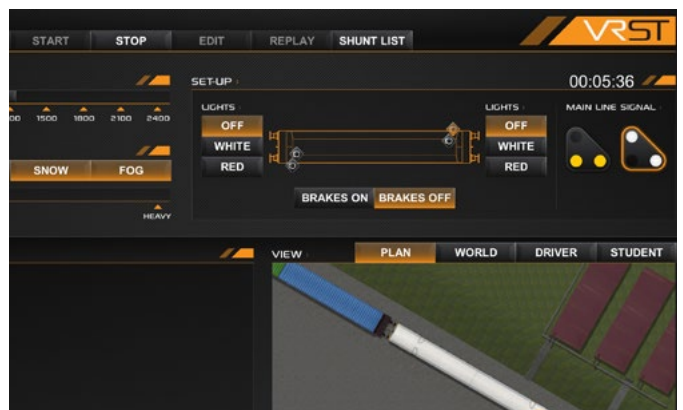 VRST
START STOP EDIT REPLAY SHUNT LIST
SET-UP 00:05:36
LIGHTS LIGHTS MAIN LINE SIGNAL
1500 1800 2100 2400
OFF OFF
WHITE WHITE
RED RED
SNOW FOG
BRAKES ON BRAKES OFF
HEAVY
VIEW PLAN WORLD DRIVER STUDENT